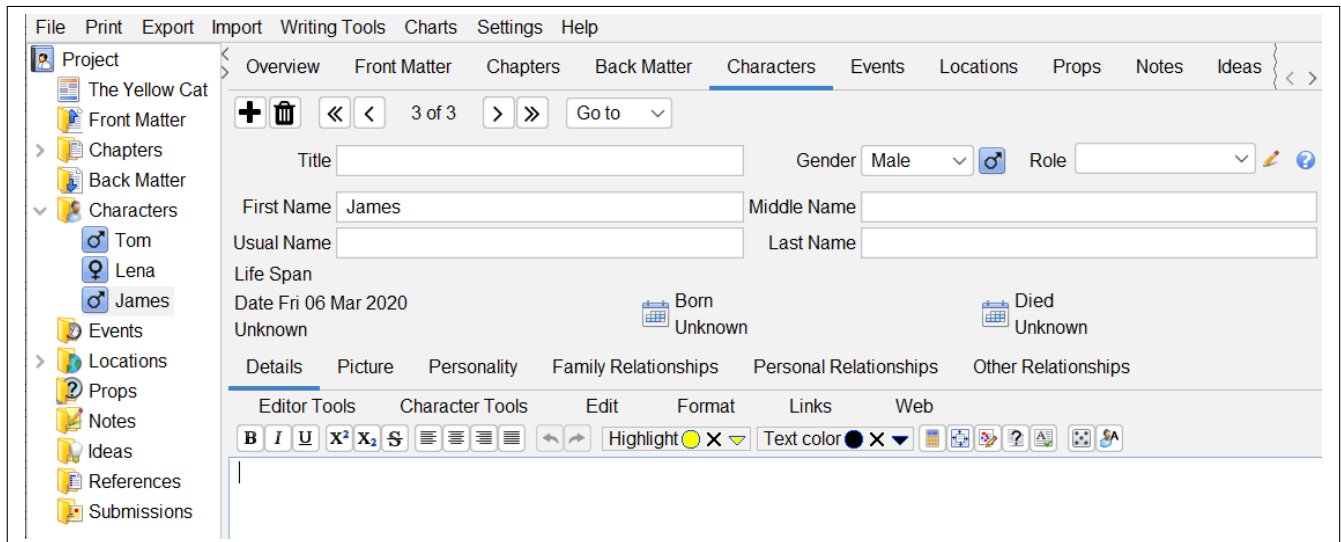 File Print Export Import Writing Tools Charts Settings Help
Project
The Yellow Cat
Front Matter
Chapters
Back Matter
Characters
Tom
Lena
James
Events
Locations
Props
Notes
Ideas
References
Submissions
Overview Front Matter Chapters Back Matter Characters Events Locations Props Notes Ideas
3 of 3 Go to
Title Gender Male Role
First Name James Middle Name
Usual Name Last Name
Life Span
Date Fri 06 Mar 2020 Born Died
Unknown Unknown Unknown
Details Picture Personality Family Relationships Personal Relationships Other Relationships
Editor Tools Character Tools Edit Format Links Web
B I U X² X₂ S Highlight Text color